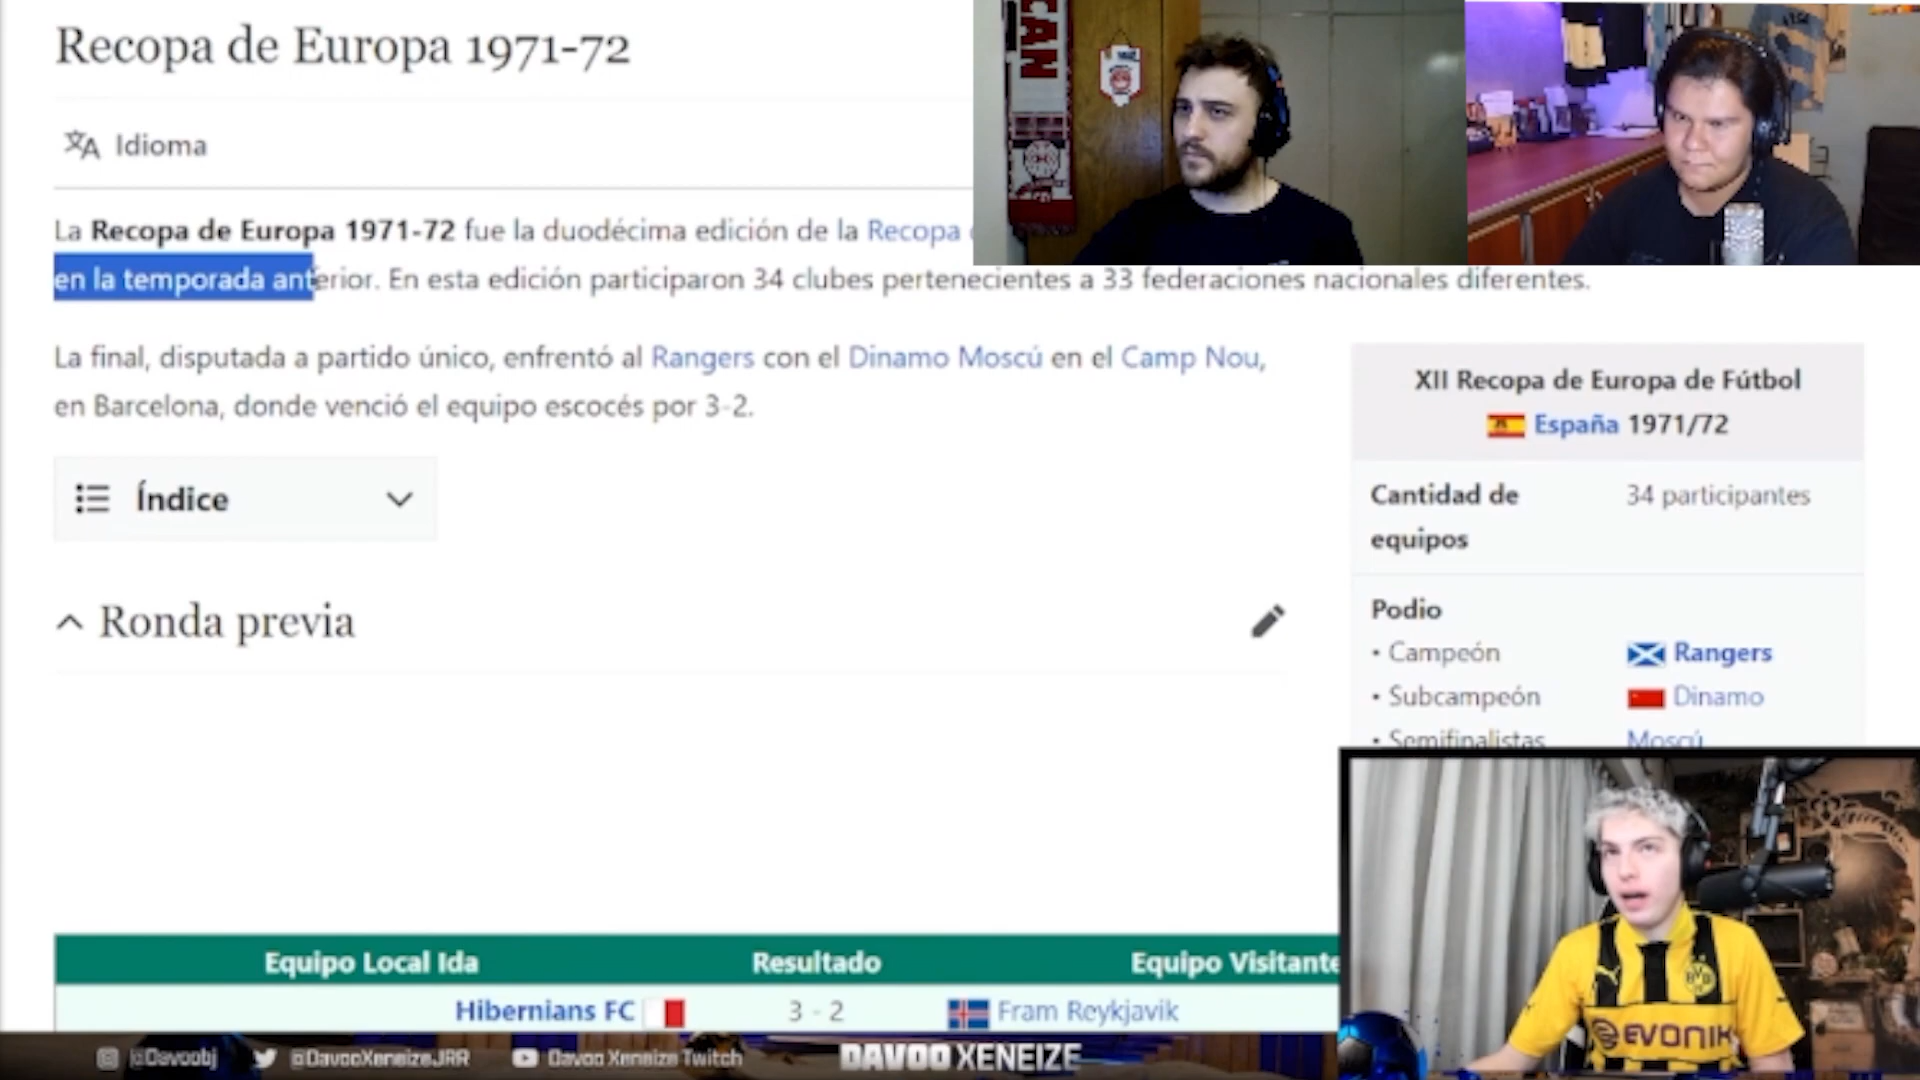 Recopa de Europa 1971-72
Idioma
La Recopa de Europa 1971-72 fue la duodécima edición de la Recopa
en la temporada anterior. En esta edición participaron 34 clubes pertenecientes a 33 federaciones nacionales diferentes.
La final, disputada a partido único, enfrentó al Rangers con el Dinamo Moscú en el Camp Nou,
en Barcelona, donde venció el equipo escocés por 3-2.
Índice
Ronda previa
XII Recopa de Europa de Fútbol
España 1971/72
Cantidad de equipos
34 participantes
Podio
• Campeón
Rangers
• Subcampeón
Dinamo
• Semifinalistas
Moscú
Equipo Local Ida Resultado Equipo Visitante
Hibernians FC 3 - 2 Fram Reykjavik
CAN
BVB
EVONIK
@Davoobj @DavooXeneizeJRR Davoo Xeneize Twitch DAVOO XENEIZE